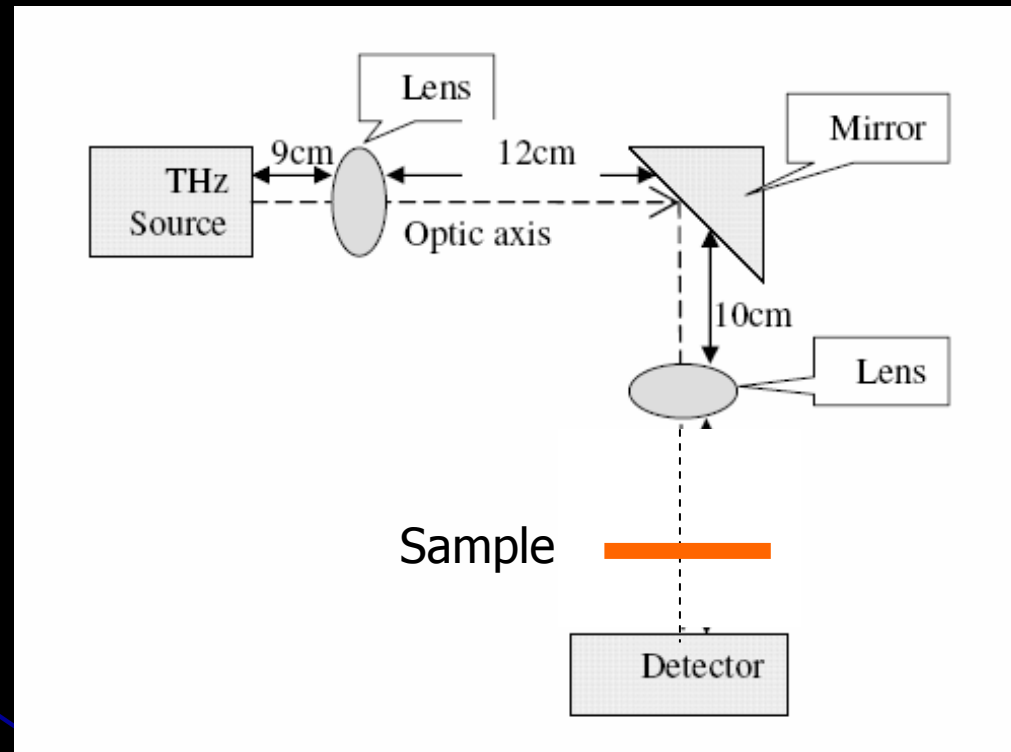 Lens
Mirror
9cm
12cm
THz
Source
Optic axis
10cm
Lens
Sample
Detector